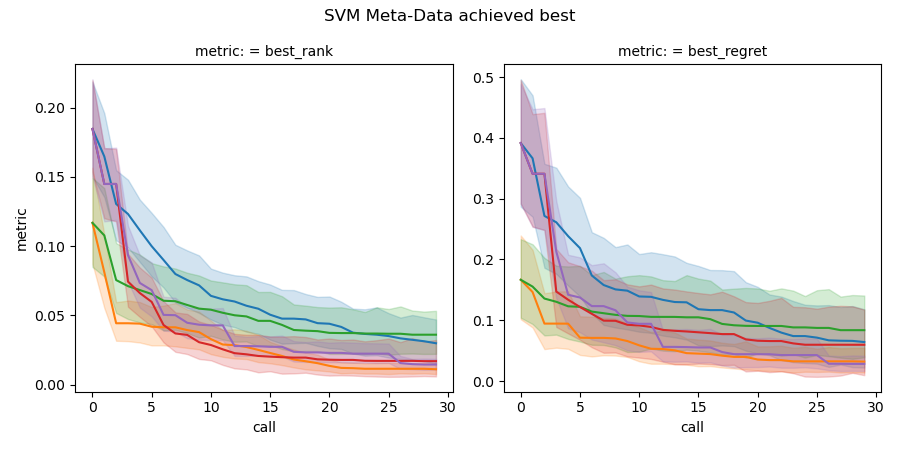 SVM Meta-Data achieved best
metric: = best_rank
metric: = best_regret
metric
0.20
0.15
0.10
0.05
0.00
0 5 10 15 20 25 30
call
0.5
0.4
0.3
0.2
0.1
0.0
0 5 10 15 20 25 30
call